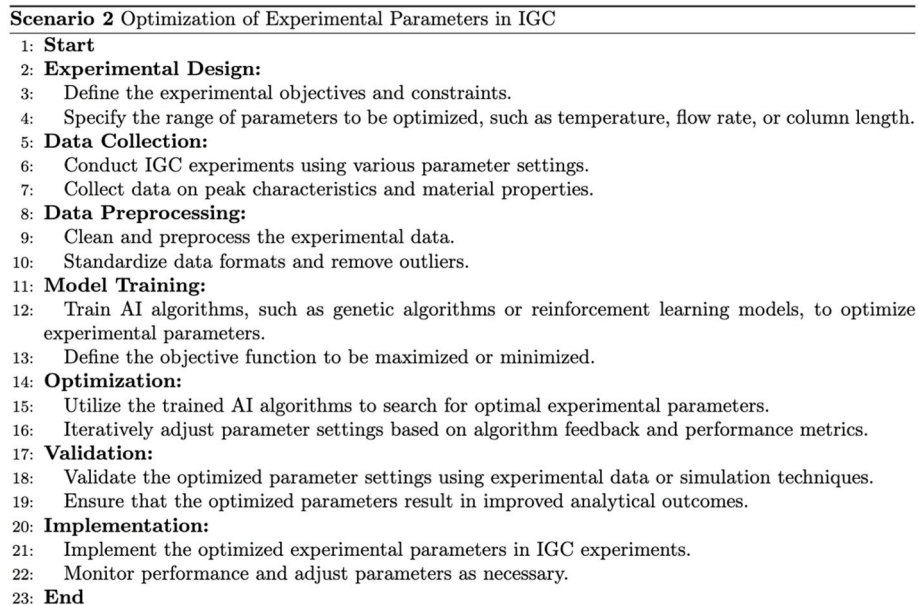 Scenario 2 Optimization of Experimental Parameters in IGC
1: Start
2: Experimental Design:
3: Define the experimental objectives and constraints.
4: Specify the range of parameters to be optimized, such as temperature, flow rate, or column length.
5: Data Collection:
6: Conduct IGC experiments using various parameter settings.
7: Collect data on peak characteristics and material properties.
8: Data Preprocessing:
9: Clean and preprocess the experimental data.
10: Standardize data formats and remove outliers.
11: Model Training:
12: Train AI algorithms, such as genetic algorithms or reinforcement learning models, to optimize
experimental parameters.
13: Define the objective function to be maximized or minimized.
14: Optimization:
15: Utilize the trained AI algorithms to search for optimal experimental parameters.
16: Iteratively adjust parameter settings based on algorithm feedback and performance metrics.
17: Validation:
18: Validate the optimized parameter settings using experimental data or simulation techniques.
19: Ensure that the optimized parameters result in improved analytical outcomes.
20: Implementation:
21: Implement the optimized experimental parameters in IGC experiments.
22: Monitor performance and adjust parameters as necessary.
23: End